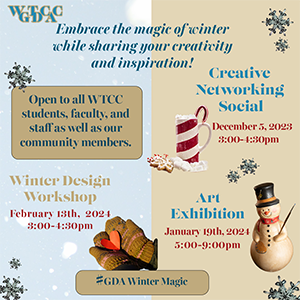 WTCC
GDA
Embrace the magic of winter
while sharing your creativity
and inspiration!
Open to all WTCC
students, faculty, and
staff as well as our
community members.
Creative
Networking
Social
December 5, 2023
3:00-4:30pm
Winter Design
Workshop
February 13th, 2024
3:00-4:30pm
Art
Exhibition
January 19th, 2024
5:00-9:00pm
#GDA Winter Magic